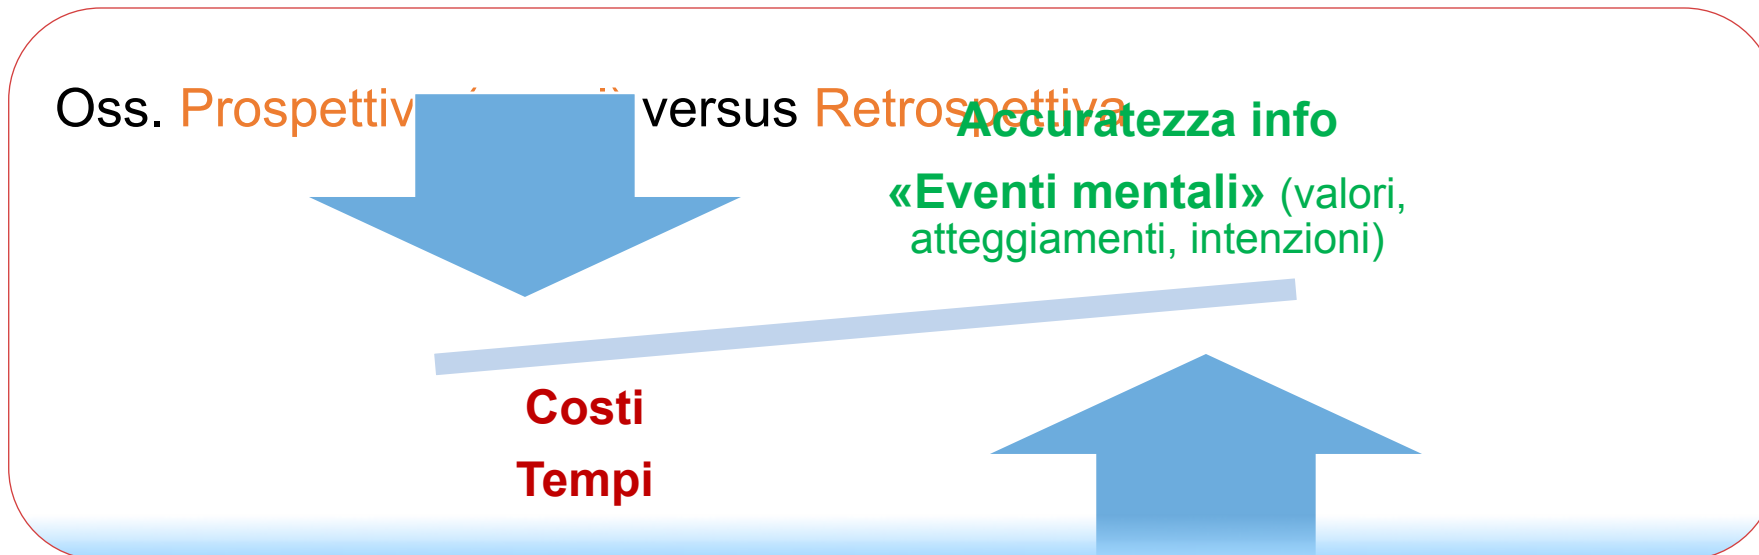 Oss. Prospettiva versus Retrospettiva
Accuratezza info
«Eventi mentali» (valori,
atteggiamenti, intenzioni)
Costi
Tempi